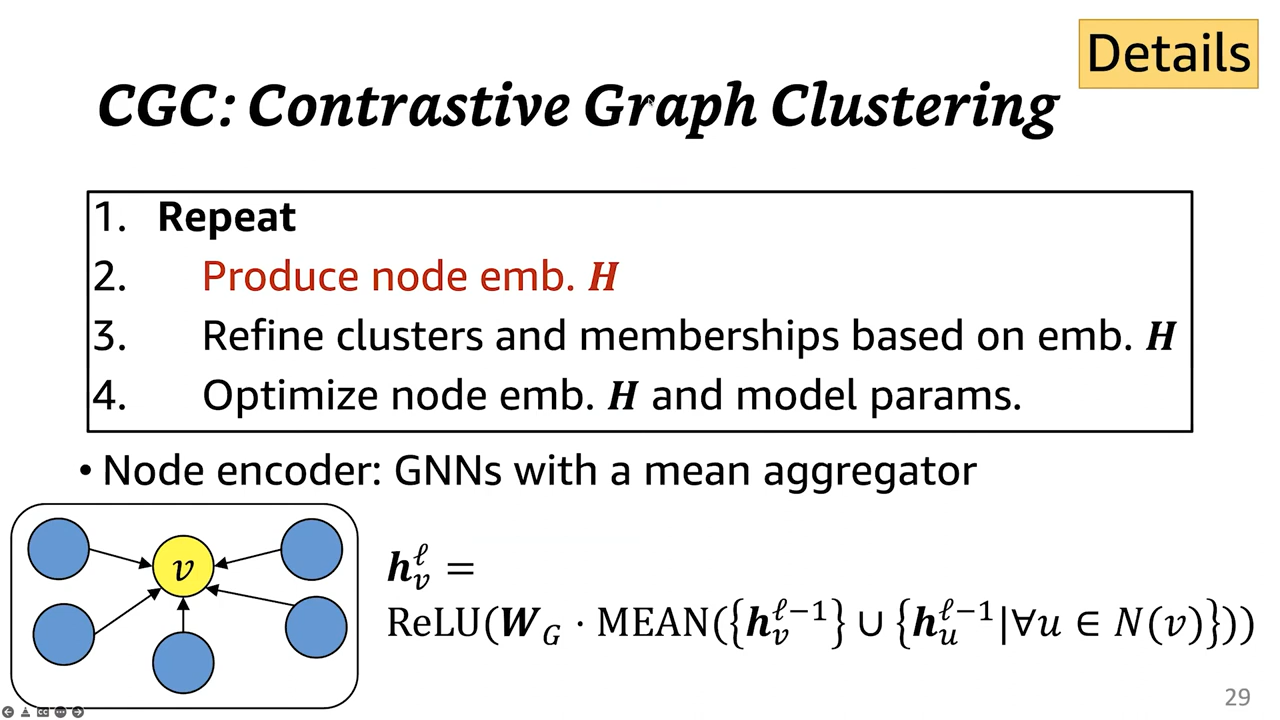 Details
CGC: Contrastive Graph Clustering
1. Repeat
2. Produce node emb. H
3. Refine clusters and memberships based on emb. H
4. Optimize node emb. H and model params.
• Node encoder: GNNs with a mean aggregator
v
h_v^ℓ =
ReLU(W_G · MEAN({h_v^{ℓ−1}} ∪ {h_u^{ℓ−1}|∀u ∈ N(v)}))
29